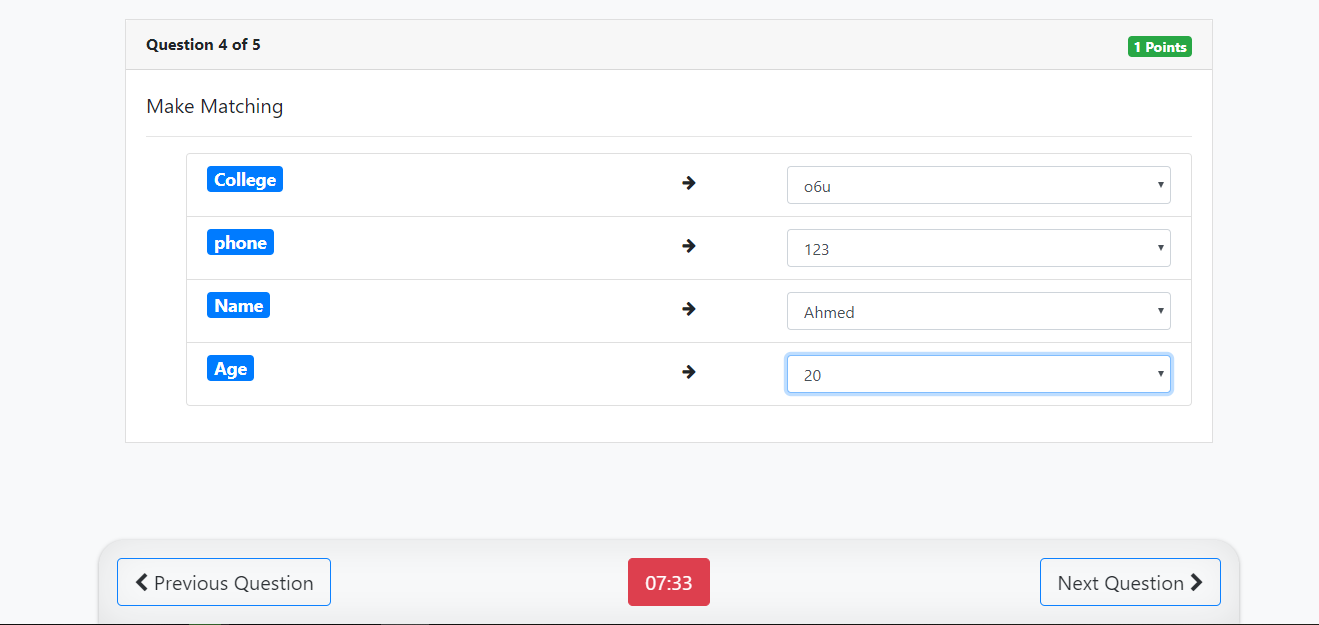 Question 4 of 5
1 Points
Make Matching
College
o6u
phone
123
Name
Ahmed
Age
20
Previous Question
07:33
Next Question